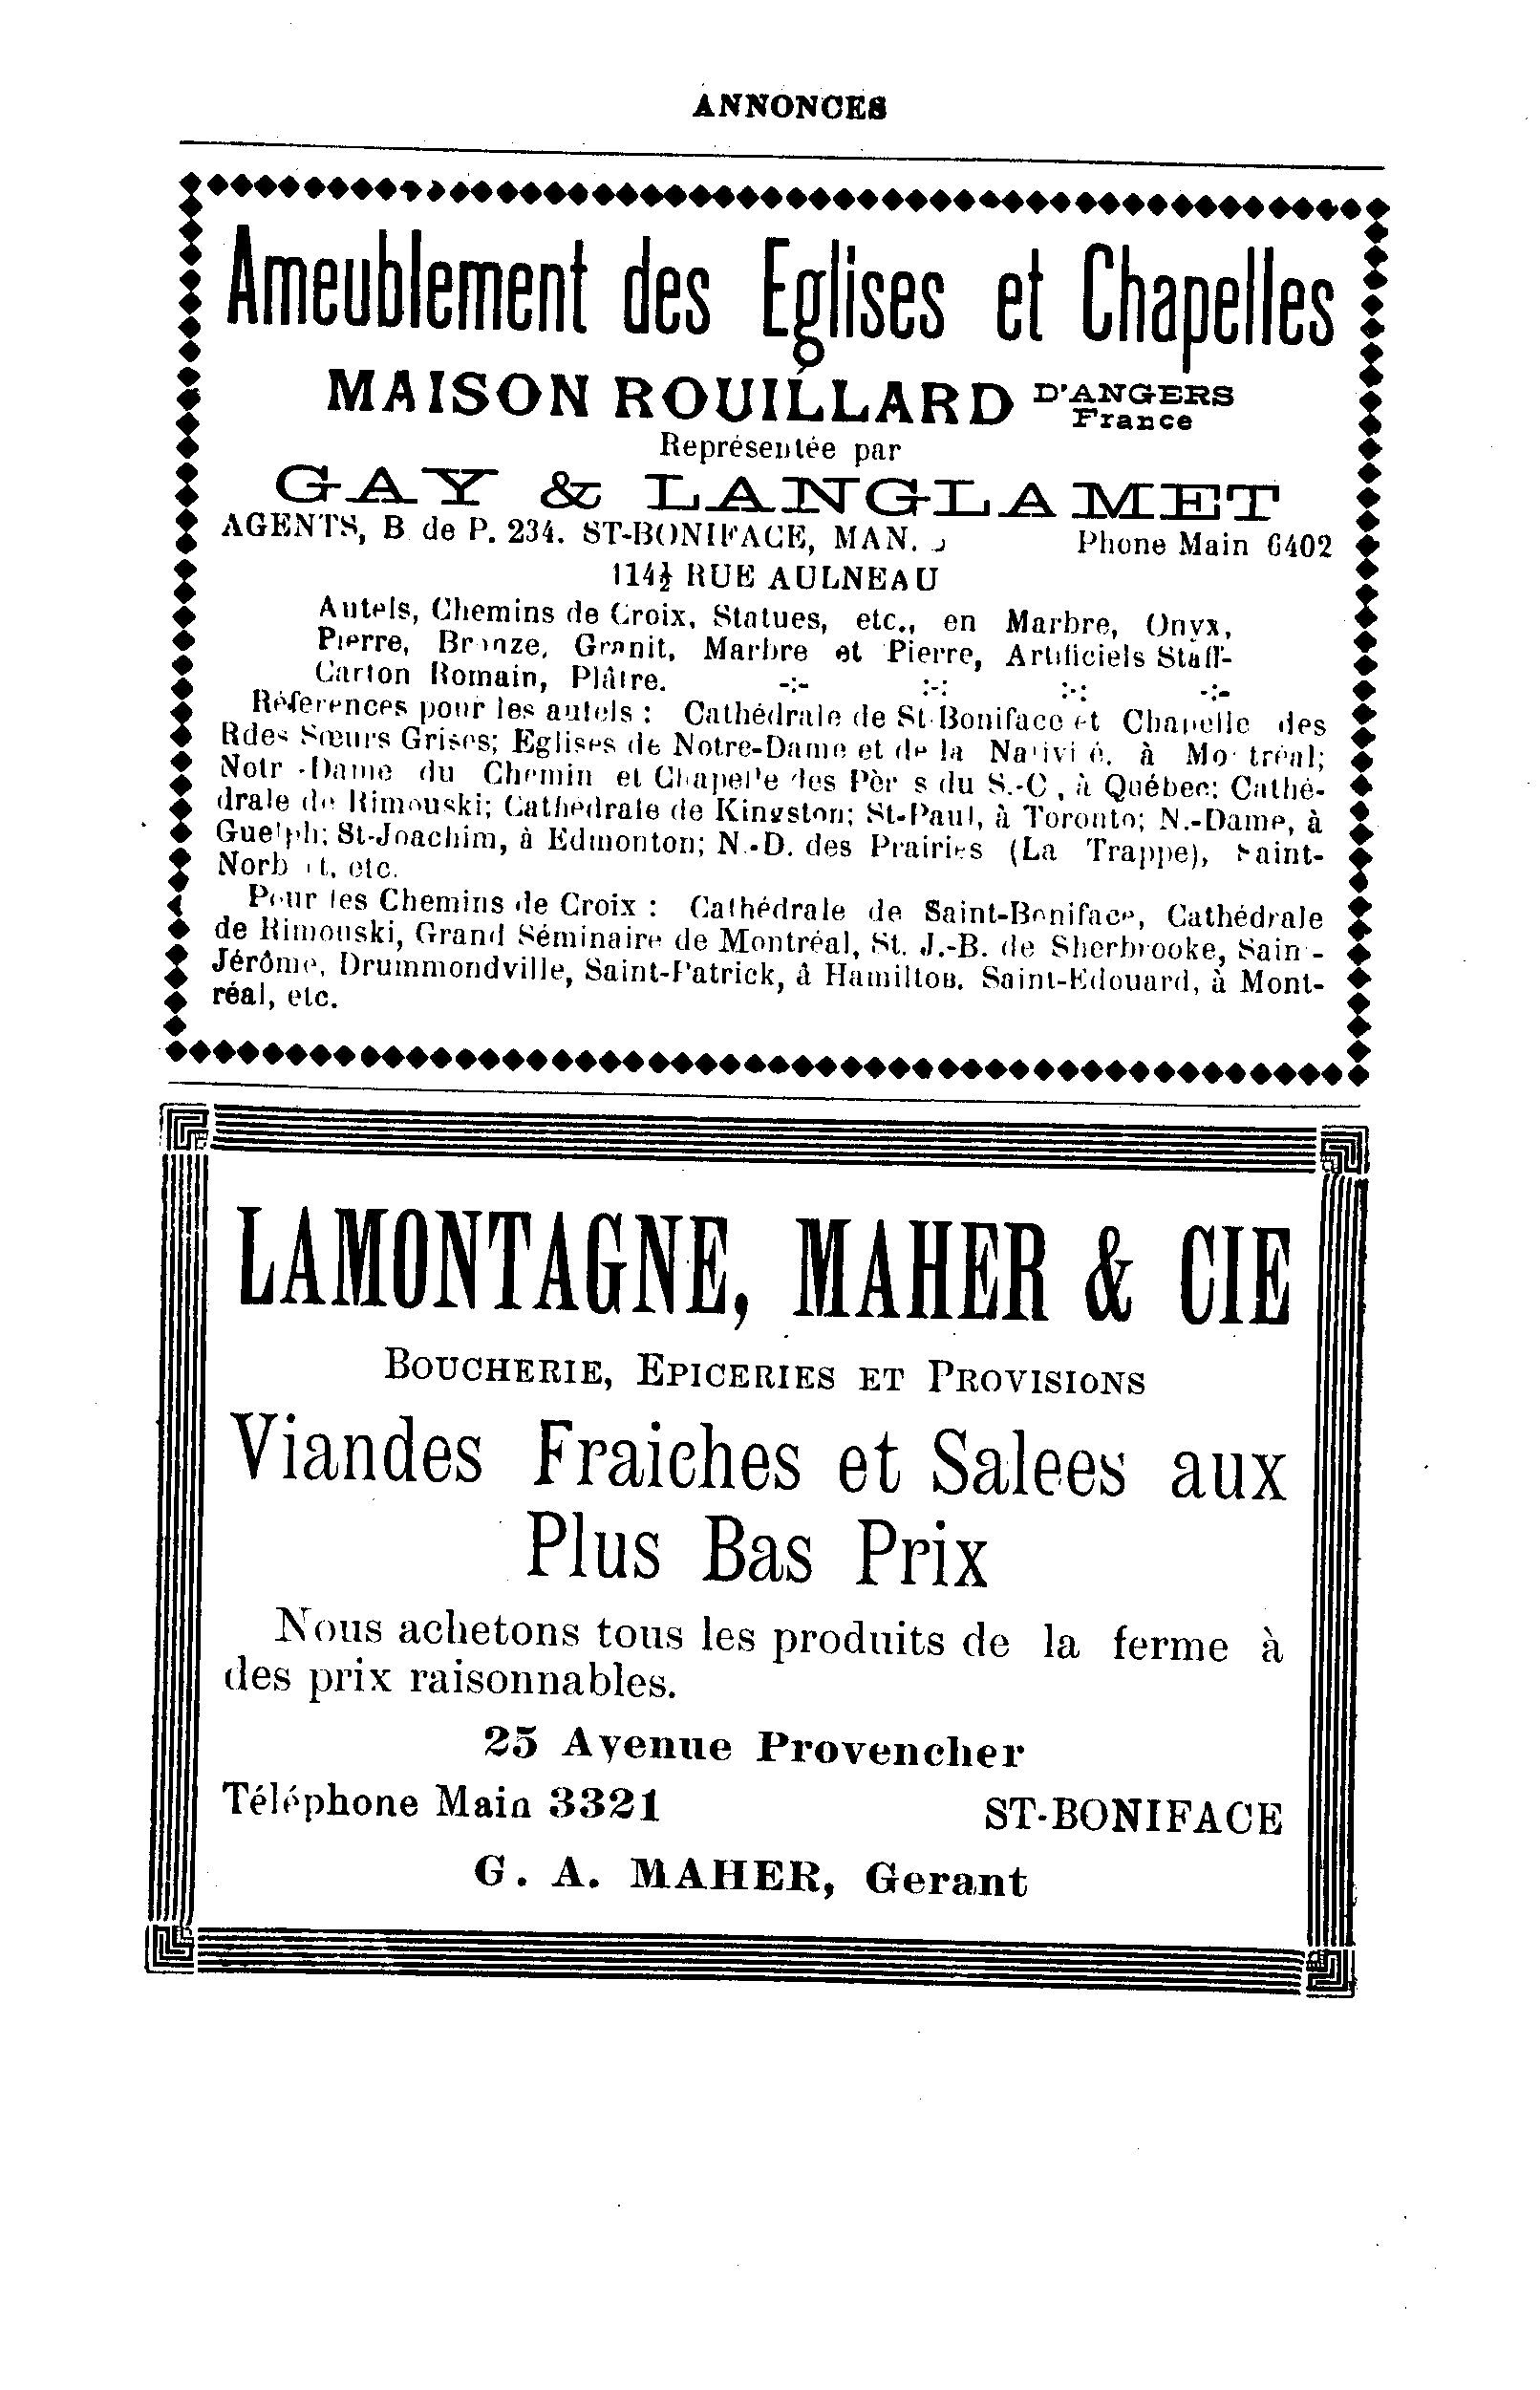 ANNONCES
Ameublement des Eglises et Chapelles
MAISON ROUILLARD D'ANGERS
France
Représentée par
GAY & LANGLAMET
AGENTS, B de P. 234. ST-BONIFACE, MAN. Phone Main 6402
114½ RUE AULNEAU
Autels, Chemins de Croix, Statues, etc., en Marbre, Onyx,
Pierre, Bronze, Granit, Marbre et Pierre, Artificiels Staff-
Carton Romain, Plâtre. -:- :-: :-: -:-
Réferences pour les autels : Cathédrale de St-Boniface et Chapelle des
Rdes Sœurs Grises; Eglises de Notre-Dame et de la Nativité, à Montréal;
Notre-Dame du Chemin et Chapelle des Pères du S.-C, à Québec; Cathé-
drale de Rimouski; Cathédrale de Kingston; St-Paul, à Toronto; N.-Dame, à
Guelph; St-Joachim, à Edmonton; N.-D. des Prairies (La Trappe), Saint-
Norbert, etc.
Pour les Chemins de Croix : Cathédrale de Saint-Boniface, Cathédrale
de Rimouski, Grand Séminaire de Montréal, St. J.-B. de Sherbrooke, Saint-
Jérôme, Drummondville, Saint-Patrick, à Hamilton. Saint-Edouard, à Mont-
réal, etc.
LAMONTAGNE, MAHER & CIE
BOUCHERIE, EPICERIES ET PROVISIONS
Viandes Fraiches et Salees aux
Plus Bas Prix
Nous achetons tous les produits de la ferme à
des prix raisonnables.
25 Avenue Provencher
Téléphone Main 3321 ST-BONIFACE
G. A. MAHER, Gerant